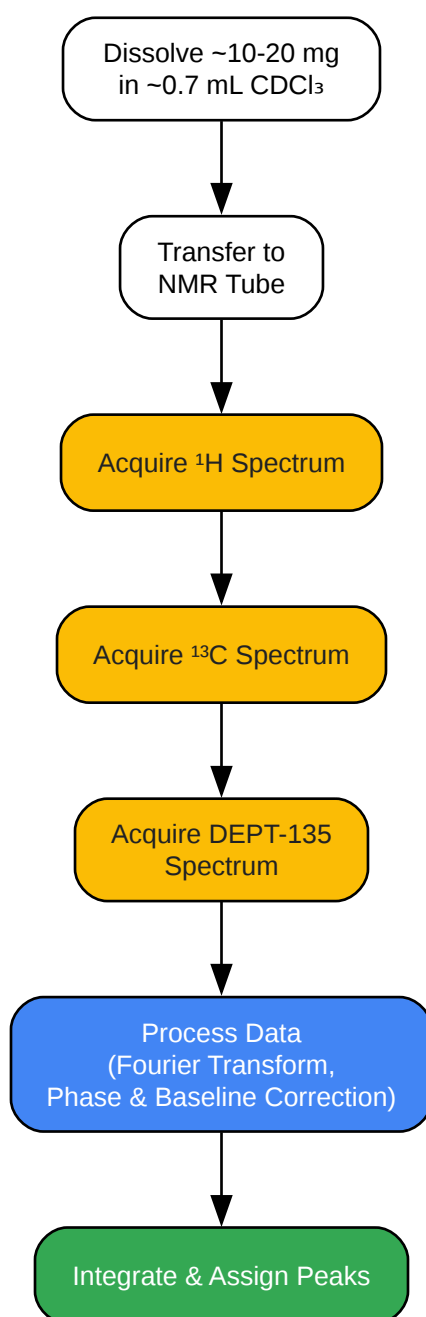 Dissolve ~10-20 mg
in ~0.7 mL CDCl₃
Transfer to
NMR Tube
Acquire ¹H Spectrum
Acquire ¹³C Spectrum
Acquire DEPT-135
Spectrum
Process Data
(Fourier Transform,
Phase & Baseline Correction)
Integrate & Assign Peaks